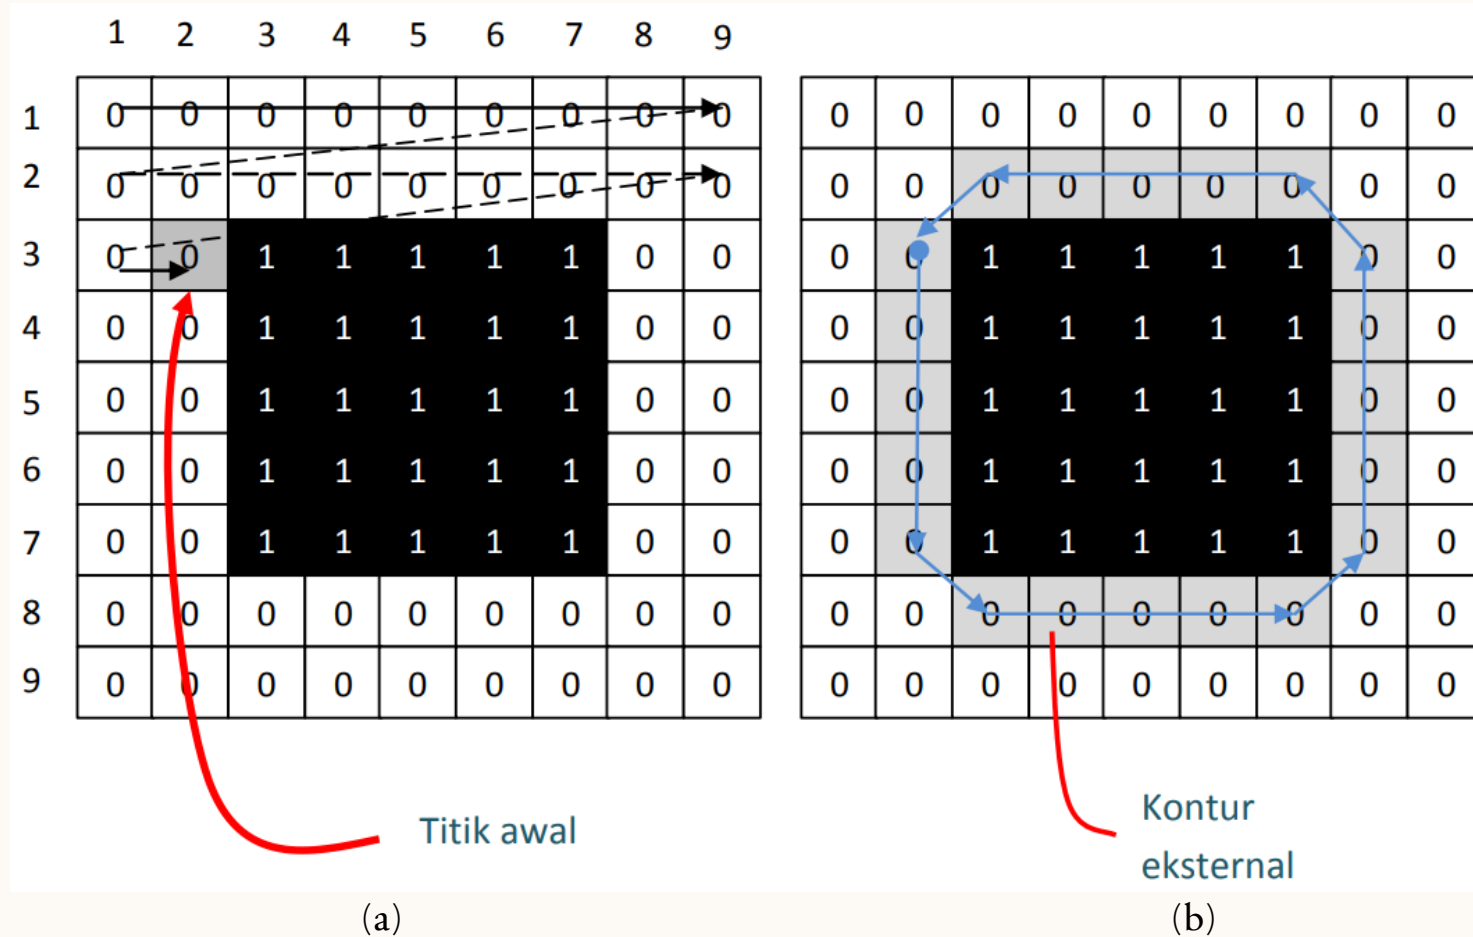 1 2 3 4 5 6 7 8 9
1 0 0 0 0 0 0 0 0 0 0 0 0 0 0 0 0 0 0
2 0 0 0 0 0 0 0 0 0 0 0 0 0 0 0 0 0 0
3 0 0 1 1 1 1 1 0 0 0 0 1 1 1 1 1 0 0
4 0 0 1 1 1 1 1 0 0 0 0 1 1 1 1 1 0 0
5 0 0 1 1 1 1 1 0 0 0 0 1 1 1 1 1 0 0
6 0 0 1 1 1 1 1 0 0 0 0 1 1 1 1 1 0 0
7 0 0 1 1 1 1 1 0 0 0 0 1 1 1 1 1 0 0
8 0 0 0 0 0 0 0 0 0 0 0 0 0 0 0 0 0 0
9 0 0 0 0 0 0 0 0 0 0 0 0 0 0 0 0 0 0
Titik awal
Kontur
eksternal
(a) (b)